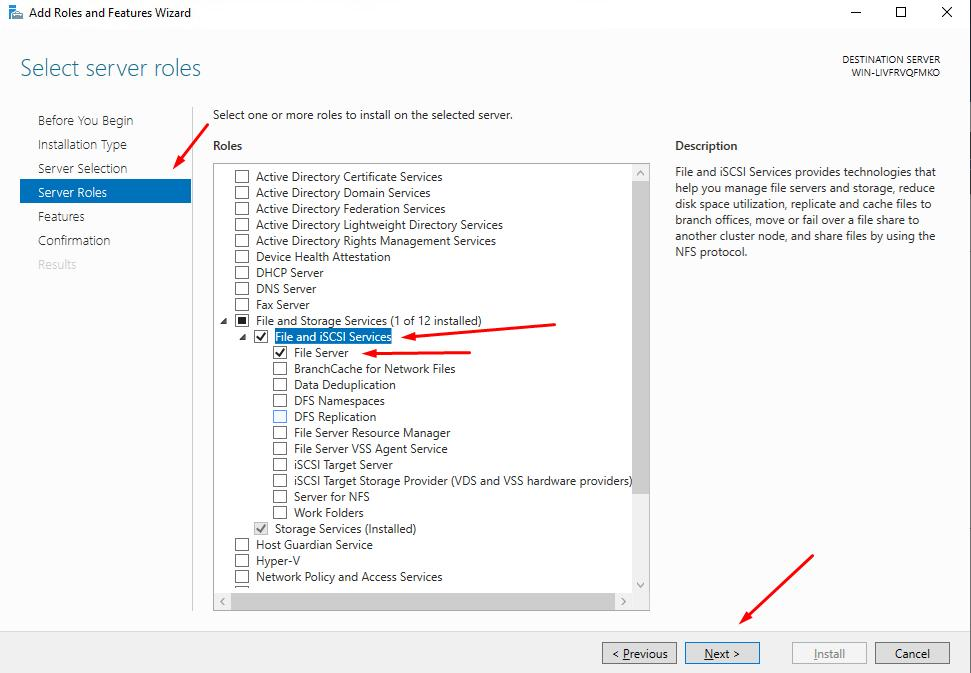 Add Roles and Features Wizard
Select server roles
DESTINATION SERVER
WIN-LIVFRVQFMKO
Before You Begin
Installation Type
Server Selection
Server Roles
Features
Confirmation
Results
Select one or more roles to install on the selected server.
Roles
Active Directory Certificate Services
Active Directory Domain Services
Active Directory Federation Services
Active Directory Lightweight Directory Services
Active Directory Rights Management Services
Device Health Attestation
DHCP Server
DNS Server
Fax Server
File and Storage Services (1 of 12 installed)
File and iSCSI Services
File Server
BranchCache for Network Files
Data Deduplication
DFS Namespaces
DFS Replication
File Server Resource Manager
File Server VSS Agent Service
iSCSI Target Server
iSCSI Target Storage Provider (VDS and VSS hardware providers)
Server for NFS
Work Folders
Storage Services (Installed)
Host Guardian Service
Hyper-V
Network Policy and Access Services
Description
File and iSCSI Services provides technologies that
help you manage file servers and storage, reduce
disk space utilization, replicate and cache files to
branch offices, move or fail over a file share to
another cluster node, and share files by using the
NFS protocol.
< Previous
Next >
Install
Cancel